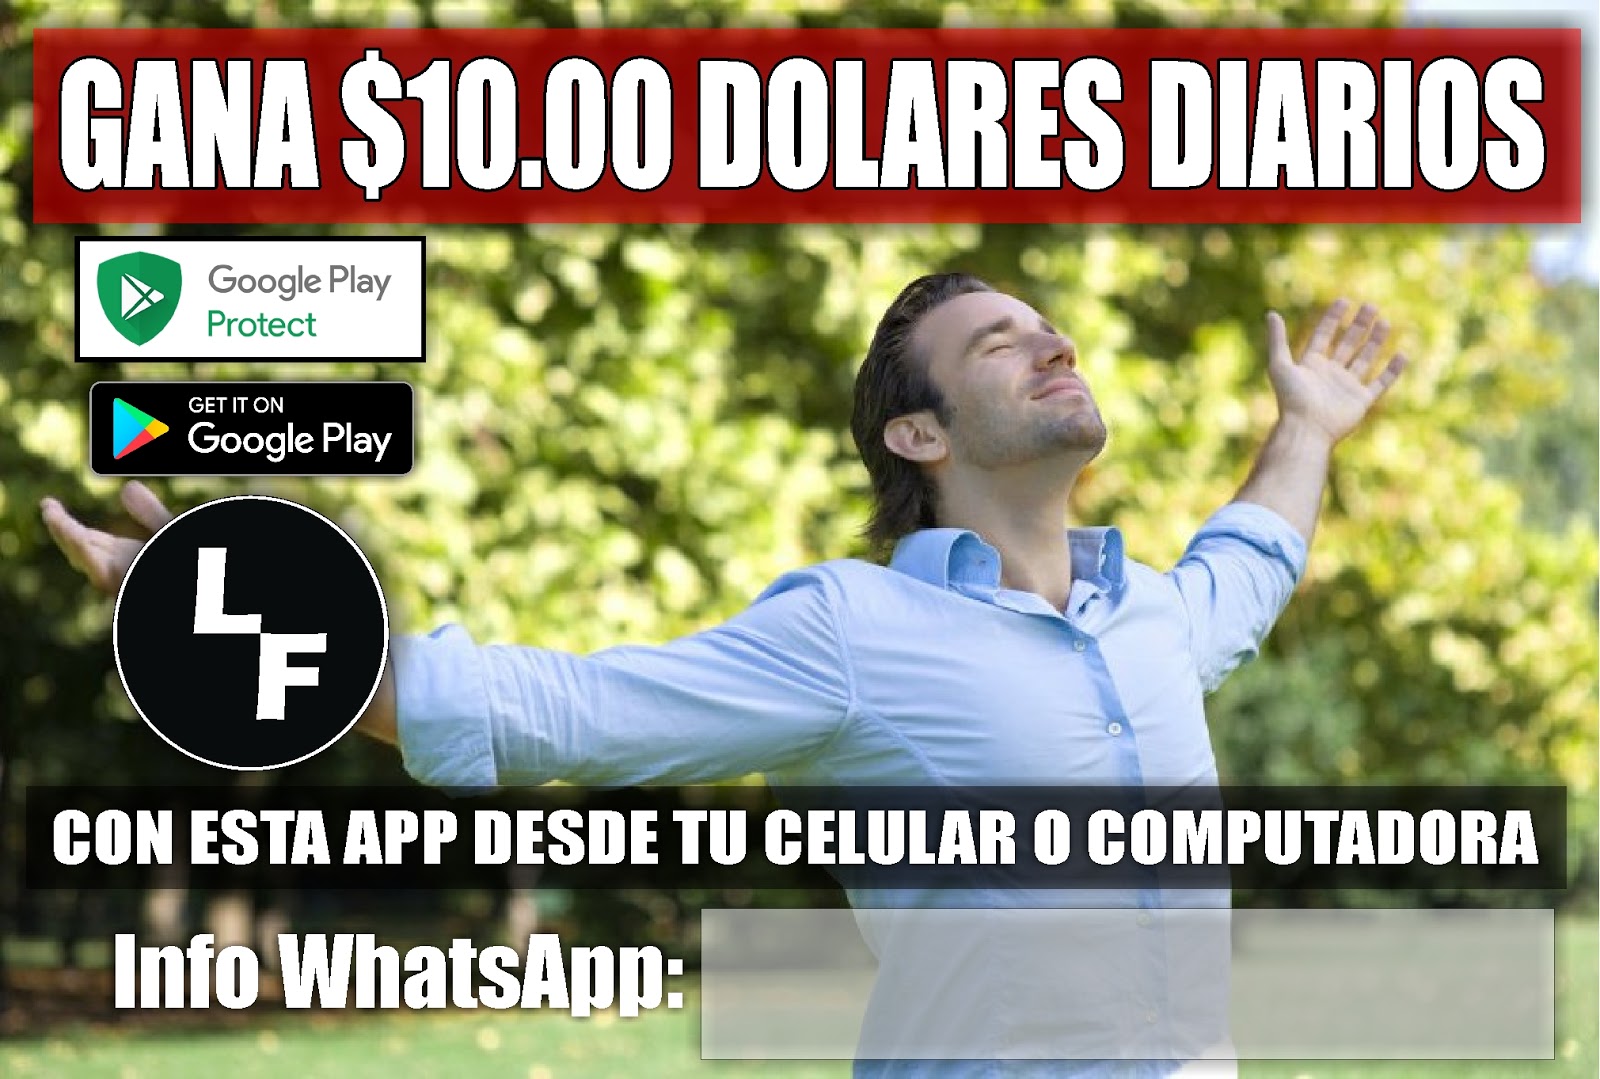 GANA $10.00 DOLARES DIARIOS
Google Play
Protect
GET IT ON
Google Play
L
F
CON ESTA APP DESDE TU CELULAR O COMPUTADORA
Info WhatsApp: